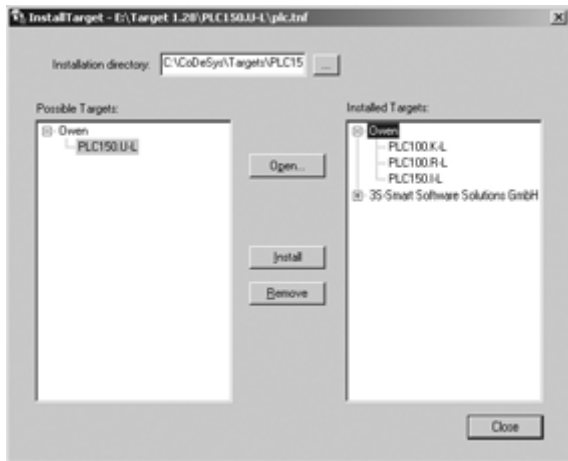 InstallTarget - E:\Target 1.28\PLC150.U-L\plc.tnf
Installation directory: C:\CoDeSys\Targets\PLC15 ...
Possible Targets:
Owen
PLC150.U-L
Open...
Install
Remove
Installed Targets:
Owen
PLC100.K-L
PLC100.R-L
PLC150.I-L
3S-Smart Software Solutions GmbH
Close